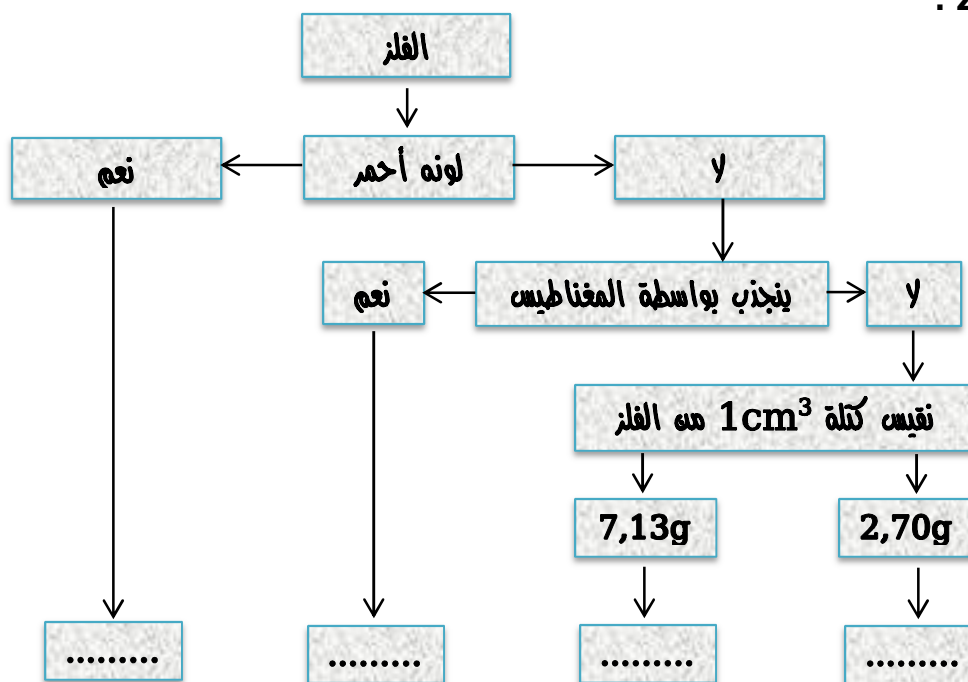 الفلز
لونه أحمر
لا
نعم
لا
ينجذب بواسطة المغناطيس
نعم
نقيس كتلة 1cm³ من الفلز
2,70g
7,13g
.........
.........
.........
.........